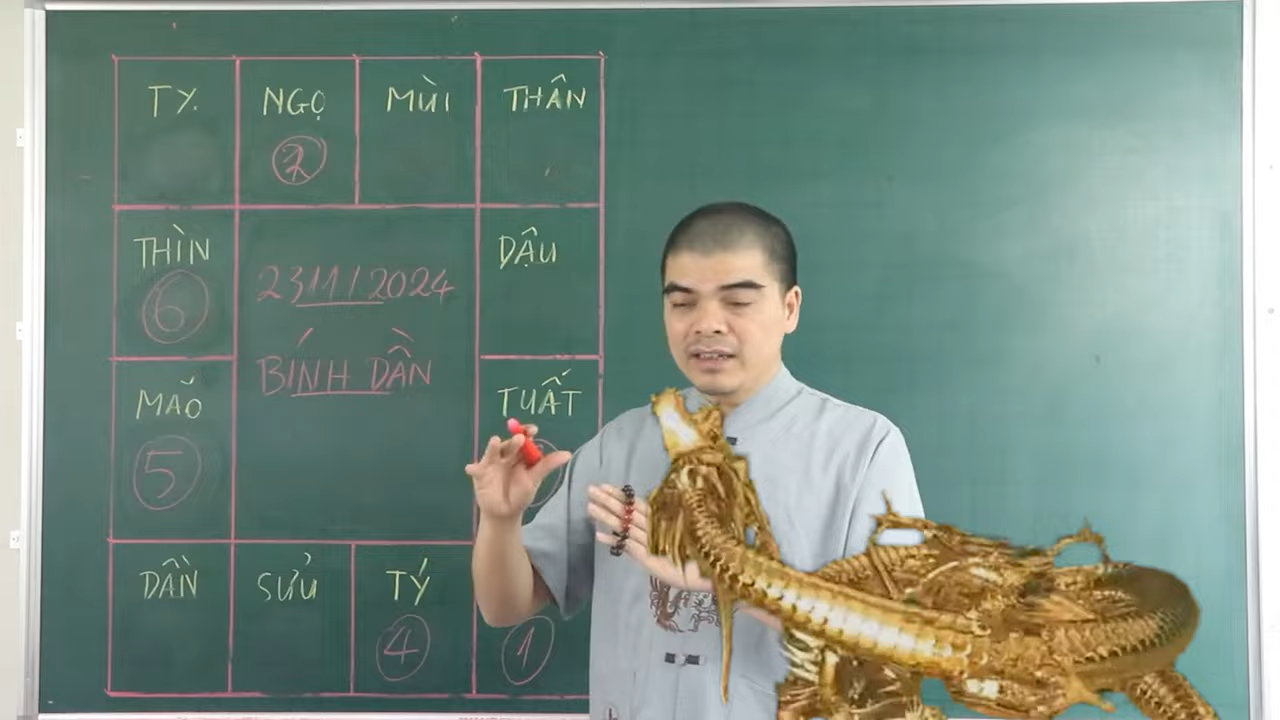 TY.
NGỌ
MÙI
THÂN
2
THÌN
DẬU
6
23/11/2024
BÍNH DẦN
MÃO
TUẤT
5
DẦN
SỬU
TÝ
4
1